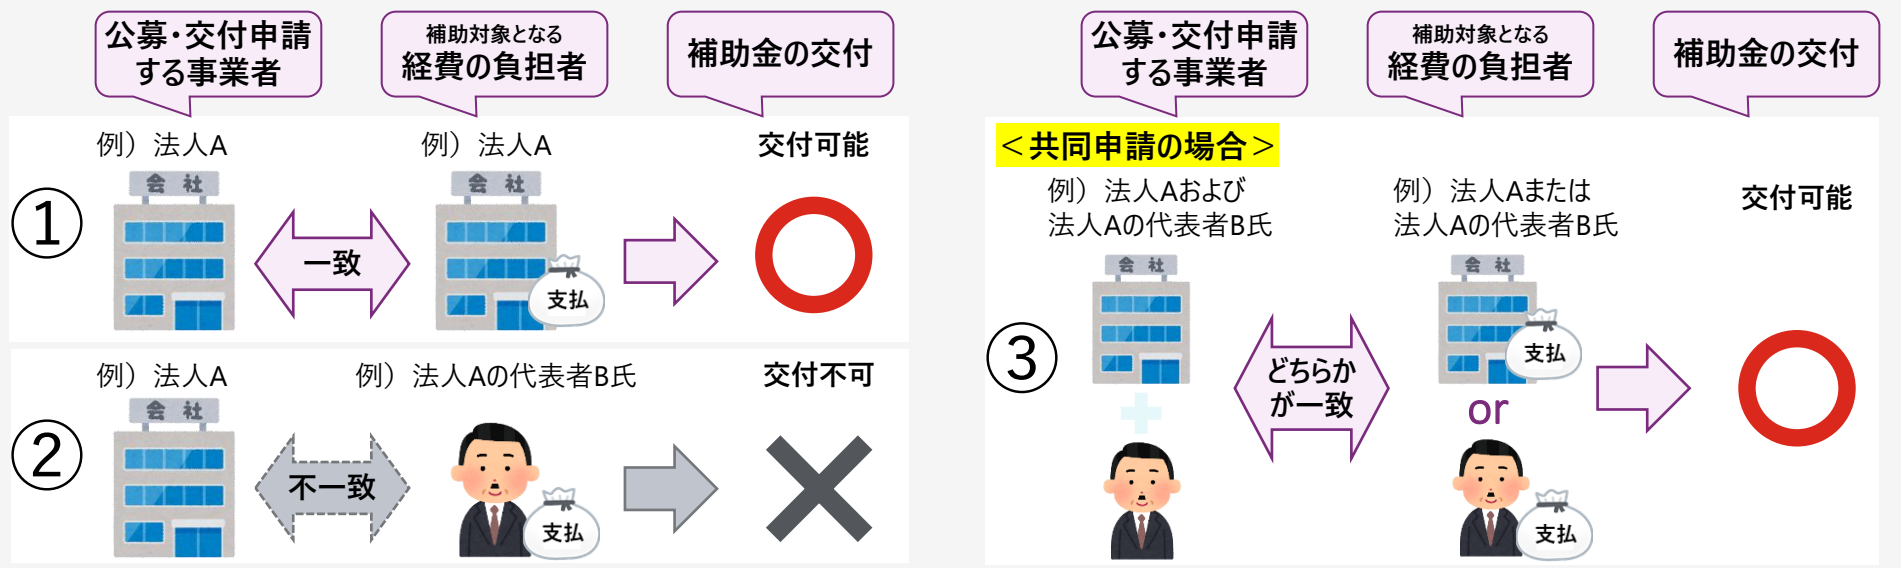 公募・交付申請
する事業者
補助対象となる
経費の負担者
補助金の交付
①
例）法人A
会 社
一致
例）法人A
会 社
支払
交付可能
②
例）法人A
会 社
不一致
例）法人Aの代表者B氏
支払
交付不可
公募・交付申請
する事業者
補助対象となる
経費の負担者
補助金の交付
＜共同申請の場合＞
③
例）法人Aおよび
法人Aの代表者B氏
会 社
どちらか
が一致
例）法人Aまたは
法人Aの代表者B氏
会 社
支払
or
支払
交付可能